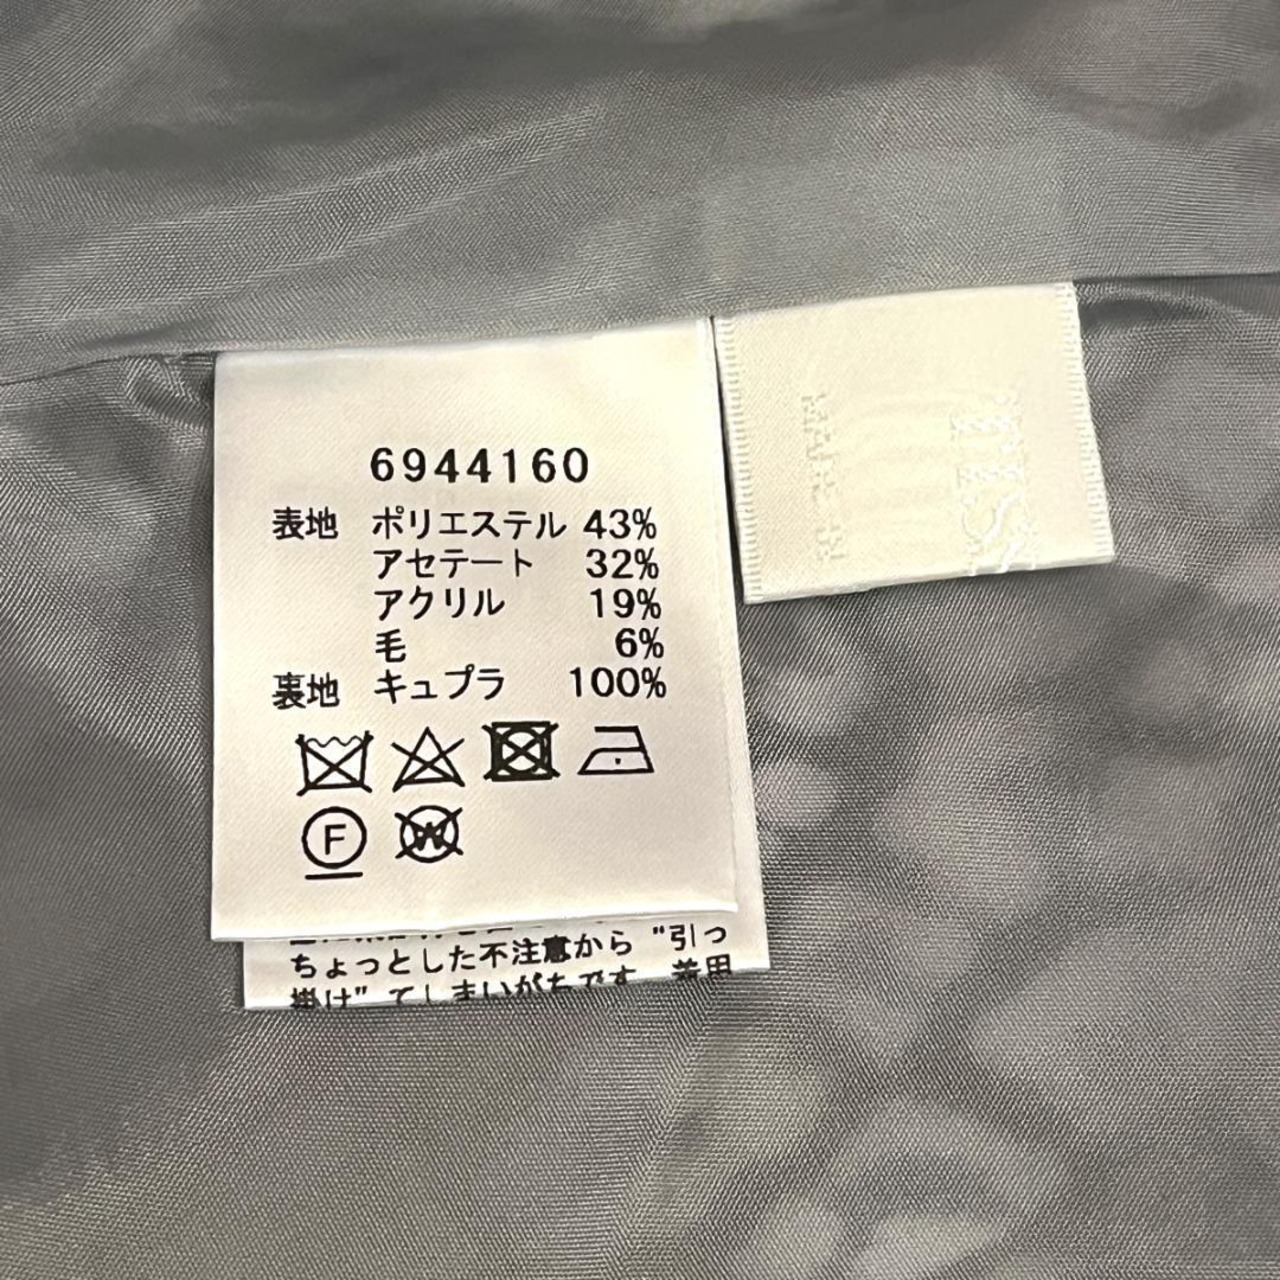 6944160
表地 ポリエステル 43%
アセテート 32%
アクリル 19%
毛 6%
裏地 キュプラ 100%
F
W
ちょっとした不注意から "引っ
掛け" てしまいがちです 着用